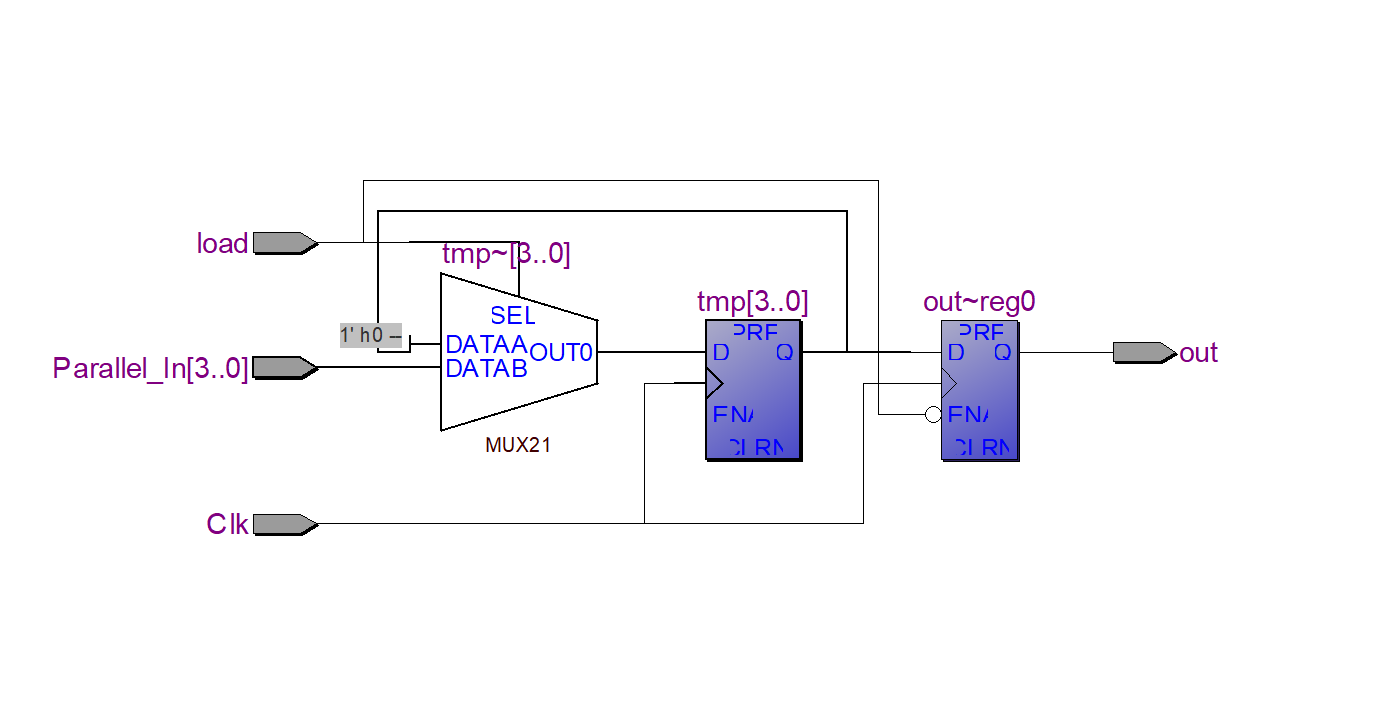 load
tmp~[3..0]
tmp[3..0]
out~reg0
SEL
PRE
PRE
1' h0 --
DATAA
OUT0
D
Q
D
Q
out
Parallel_In[3..0]
DATAB
ENA
ENA
MUX21
CLRN
CLRN
Clk